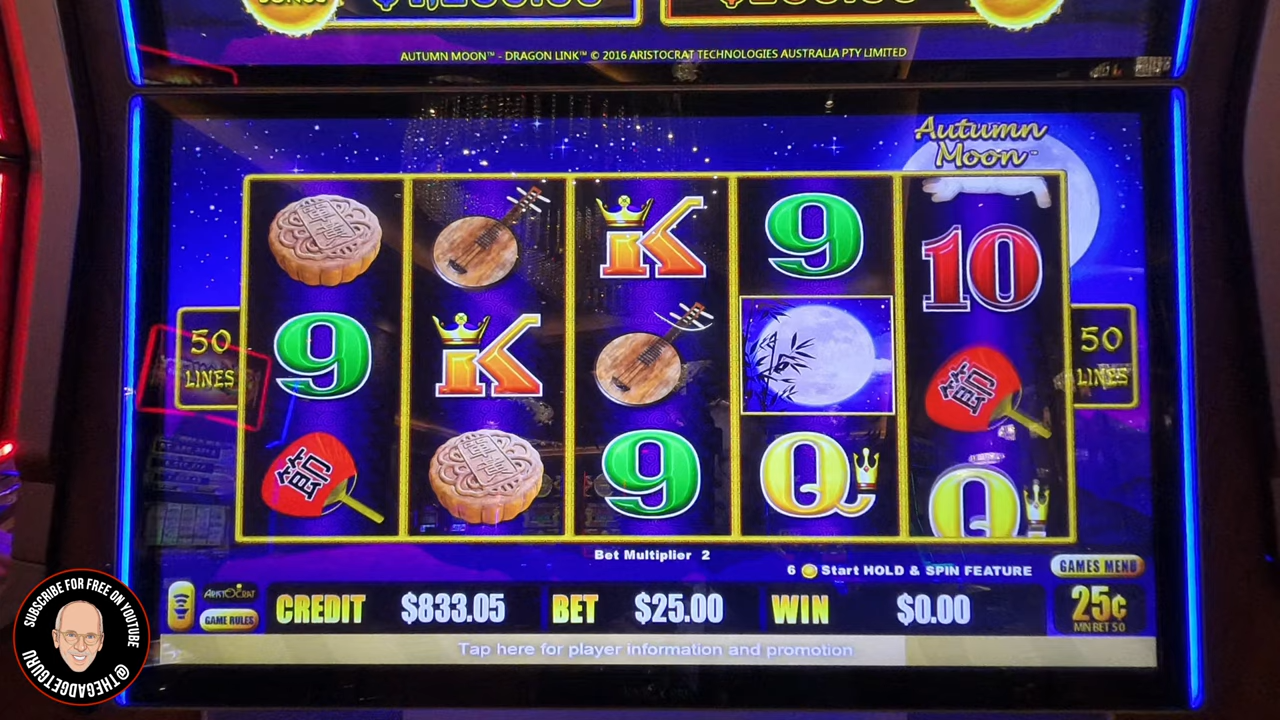 AUTUMN MOON™ - DRAGON LINK™ © 2016 ARISTOCRAT TECHNOLOGIES AUSTRALIA PTY LIMITED
Autumn
Moon™
K
9
10
50
LINES
9
K
50
LINES
福
9
Q
福
Q
Bet Multiplier 2
6 Start HOLD & SPIN FEATURE
GAMES MENU
ARISTOCRAT
GAME RULES
CREDIT $833.05 BET $25.00 WIN $0.00
25¢
MIN BET 50
Tap here for player information and promotion
SUBSCRIBE FOR FREE ON YOUTUBE
@THEGADGETGURU